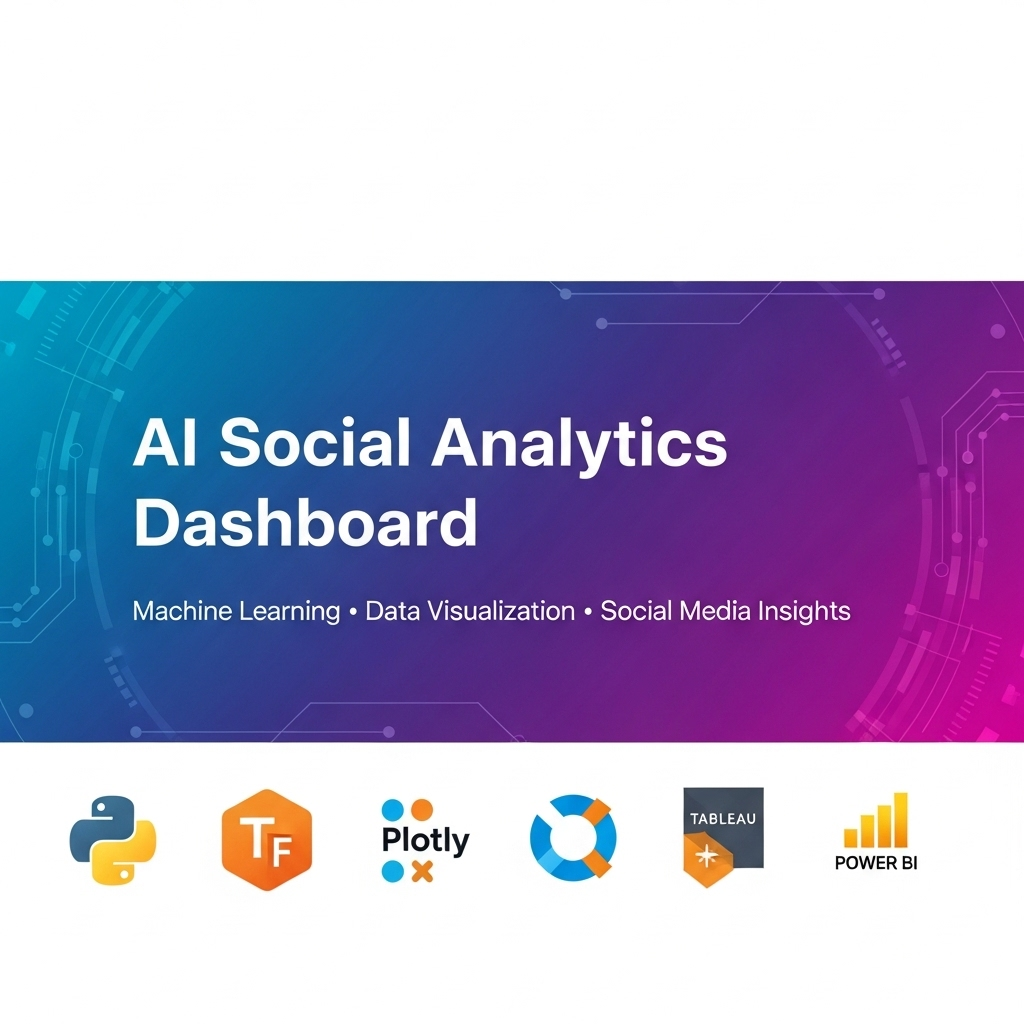 AI Social Analytics
Dashboard
Machine Learning • Data Visualization • Social Media Insights
TF
Plotly
TABLEAU
POWER BI